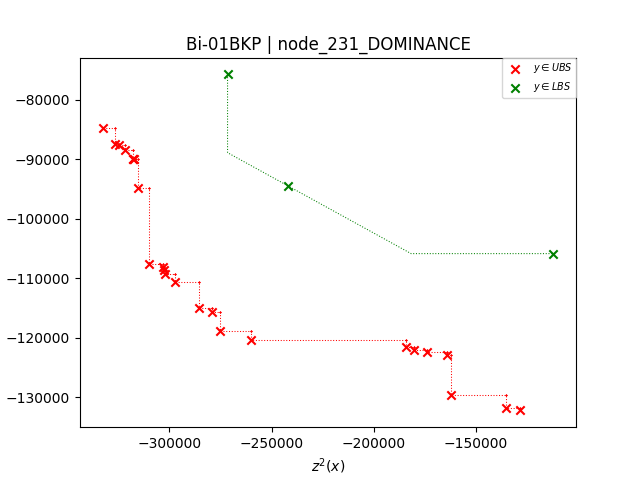 Bi-01BKP | node_231_DOMINANCE
y ∈ UBS
y ∈ LBS
−80000
−90000
−100000
−110000
−120000
−130000
−300000 −250000 −200000 −150000
z²(x)